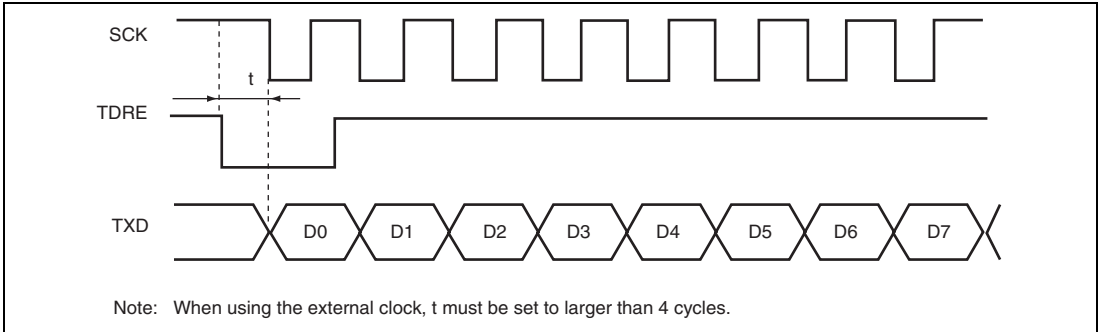 SCK
t
TDRE
TXD D0 D1 D2 D3 D4 D5 D6 D7
Note: When using the external clock, t must be set to larger than 4 cycles.